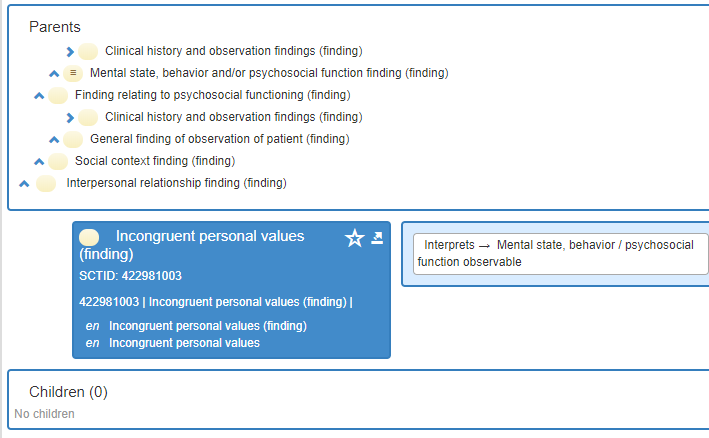 Parents
Clinical history and observation findings (finding)
≡ Mental state, behavior and/or psychosocial function finding (finding)
Finding relating to psychosocial functioning (finding)
Clinical history and observation findings (finding)
General finding of observation of patient (finding)
Social context finding (finding)
Interpersonal relationship finding (finding)
Incongruent personal values
(finding)
SCTID: 422981003
422981003 | Incongruent personal values (finding) |
en Incongruent personal values (finding)
en Incongruent personal values
Interprets → Mental state, behavior / psychosocial
function observable
Children (0)
No children